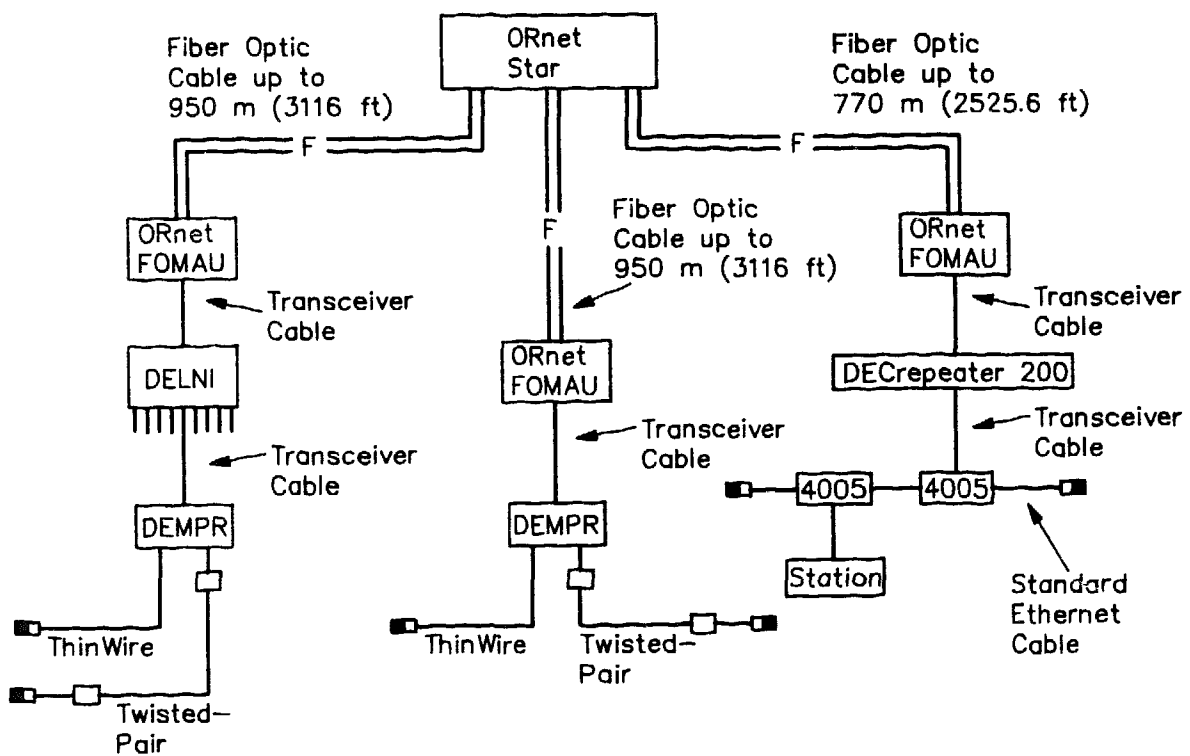 ORnet
Star
Fiber Optic
Cable up to
950 m (3116 ft)
Fiber Optic
Cable up to
770 m (2525.6 ft)
F
F
F
Fiber Optic
Cable up to
950 m (3116 ft)
ORnet
FOMAU
ORnet
FOMAU
ORnet
FOMAU
Transceiver
Cable
Transceiver
Cable
DELNI
DECrepeater 200
Transceiver
Cable
Transceiver
Cable
Transceiver
Cable
4005
4005
DEMPR
DEMPR
Station
Standard
Ethernet
Cable
ThinWire
Twisted-
Pair
ThinWire
Twisted-
Pair